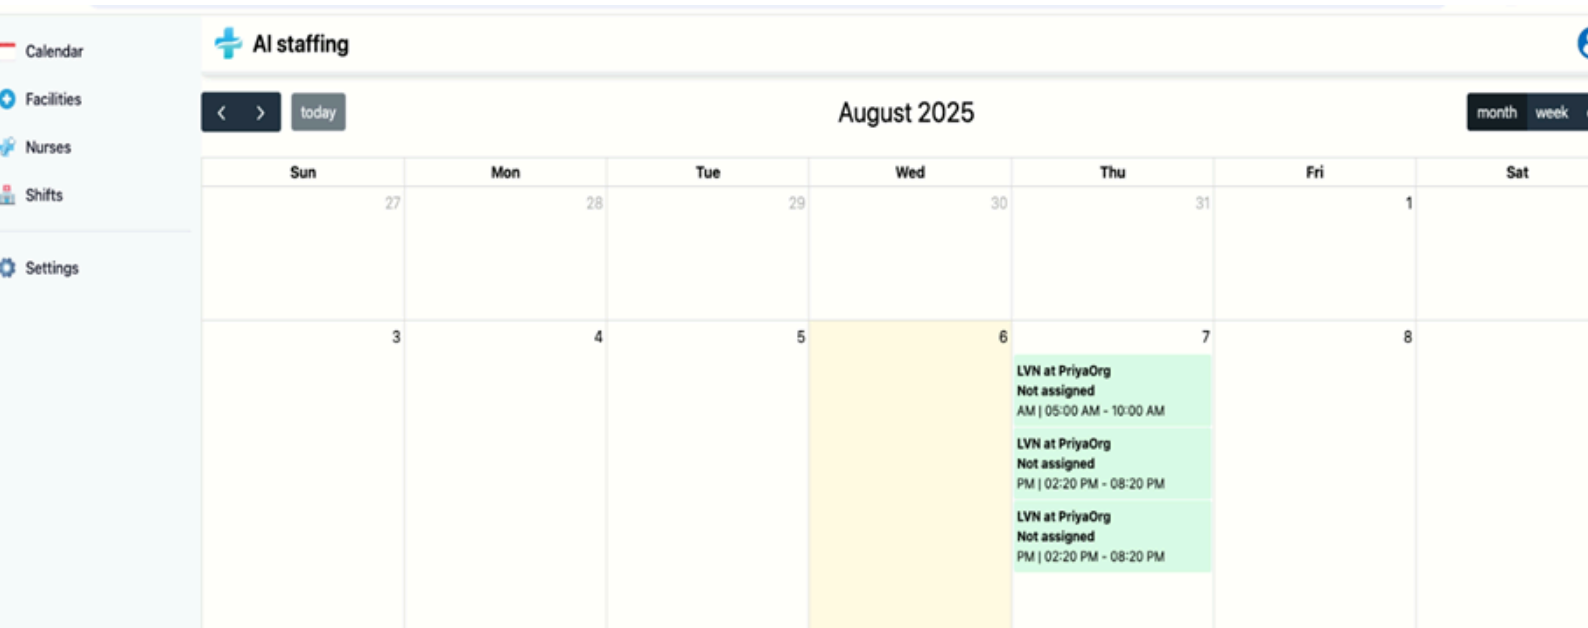 Calendar
Facilities
Nurses
Shifts
Settings
AI staffing
today
August 2025
month week
Sun Mon Tue Wed Thu Fri Sat
27 28 29 30 31 1
3 4 5 6 7 8
LVN at PriyaOrg
Not assigned
AM | 05:00 AM - 10:00 AM
LVN at PriyaOrg
Not assigned
PM | 02:20 PM - 08:20 PM
LVN at PriyaOrg
Not assigned
PM | 02:20 PM - 08:20 PM